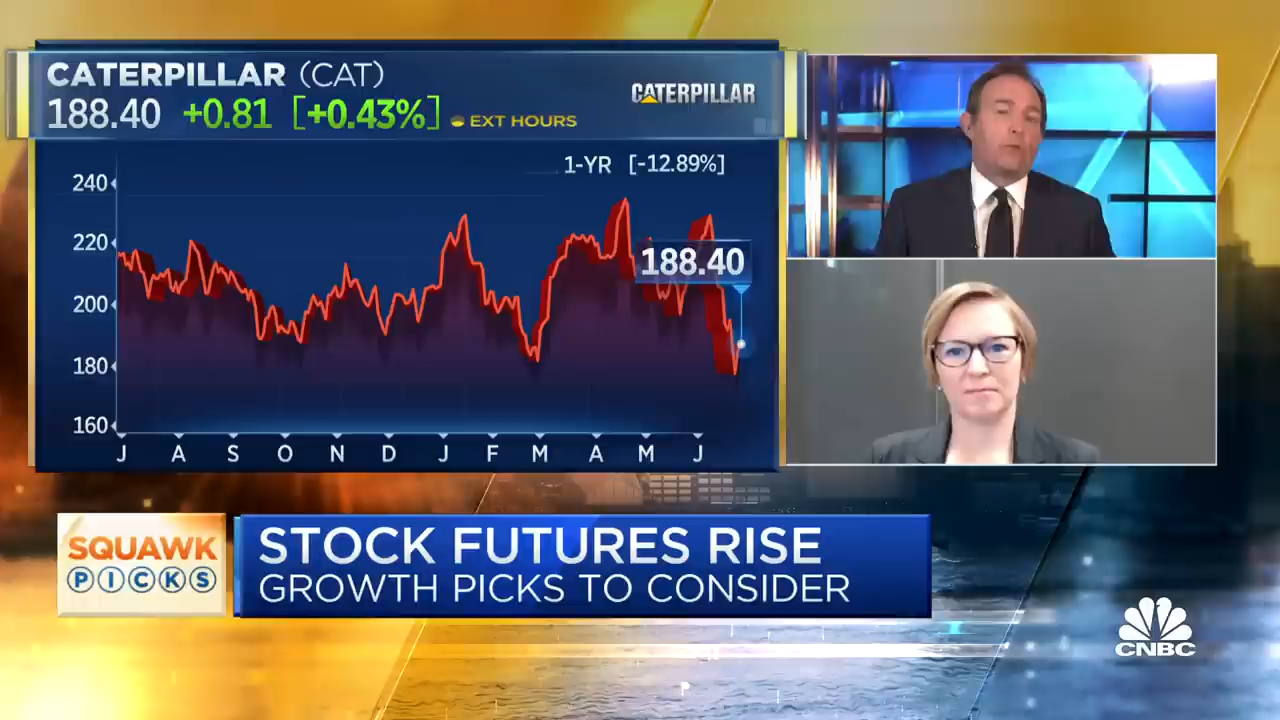 CATERPILLAR (CAT)
188.40 +0.81 [+0.43%] EXT HOURS
CATERPILLAR
1-YR [-12.89%]
240
220
200
180
160
188.40
J A S O N D J F M A M J
SQUAWK
PICKS
STOCK FUTURES RISE
GROWTH PICKS TO CONSIDER
CNBC